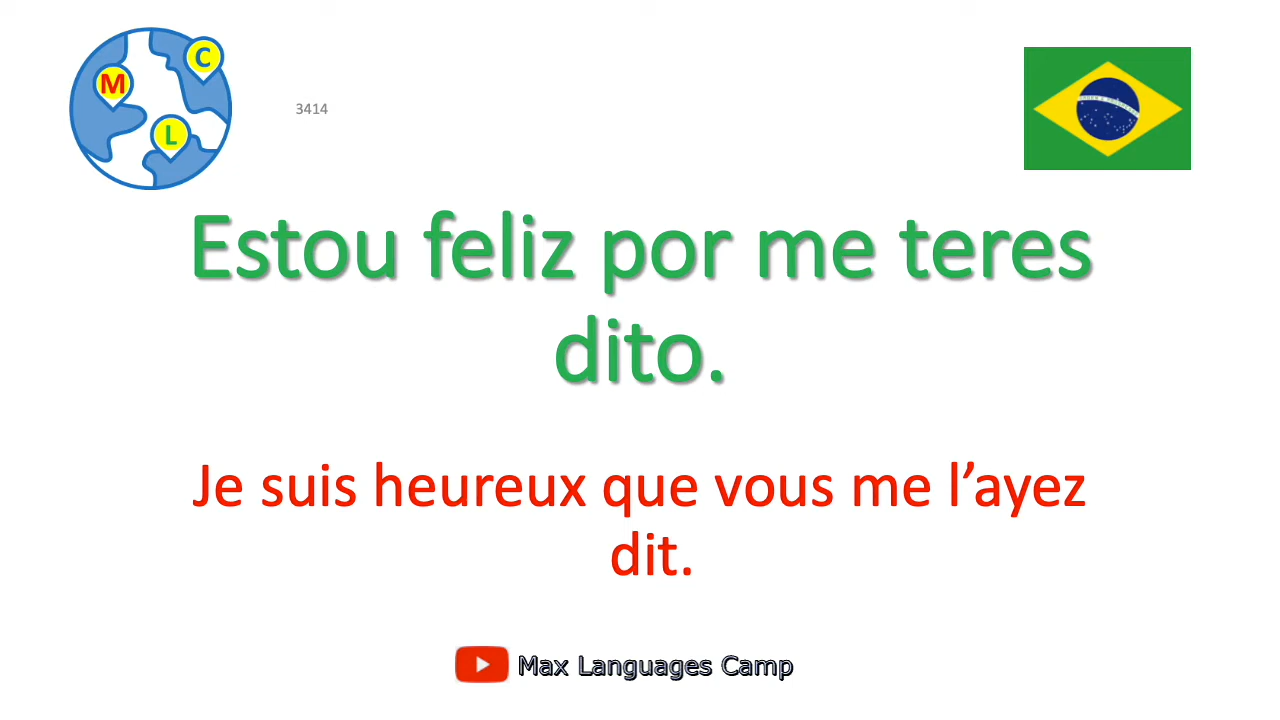 M
C
L
3414
Estou feliz por me teres
dito.
Je suis heureux que vous me l’ayez
dit.
Max Languages Camp